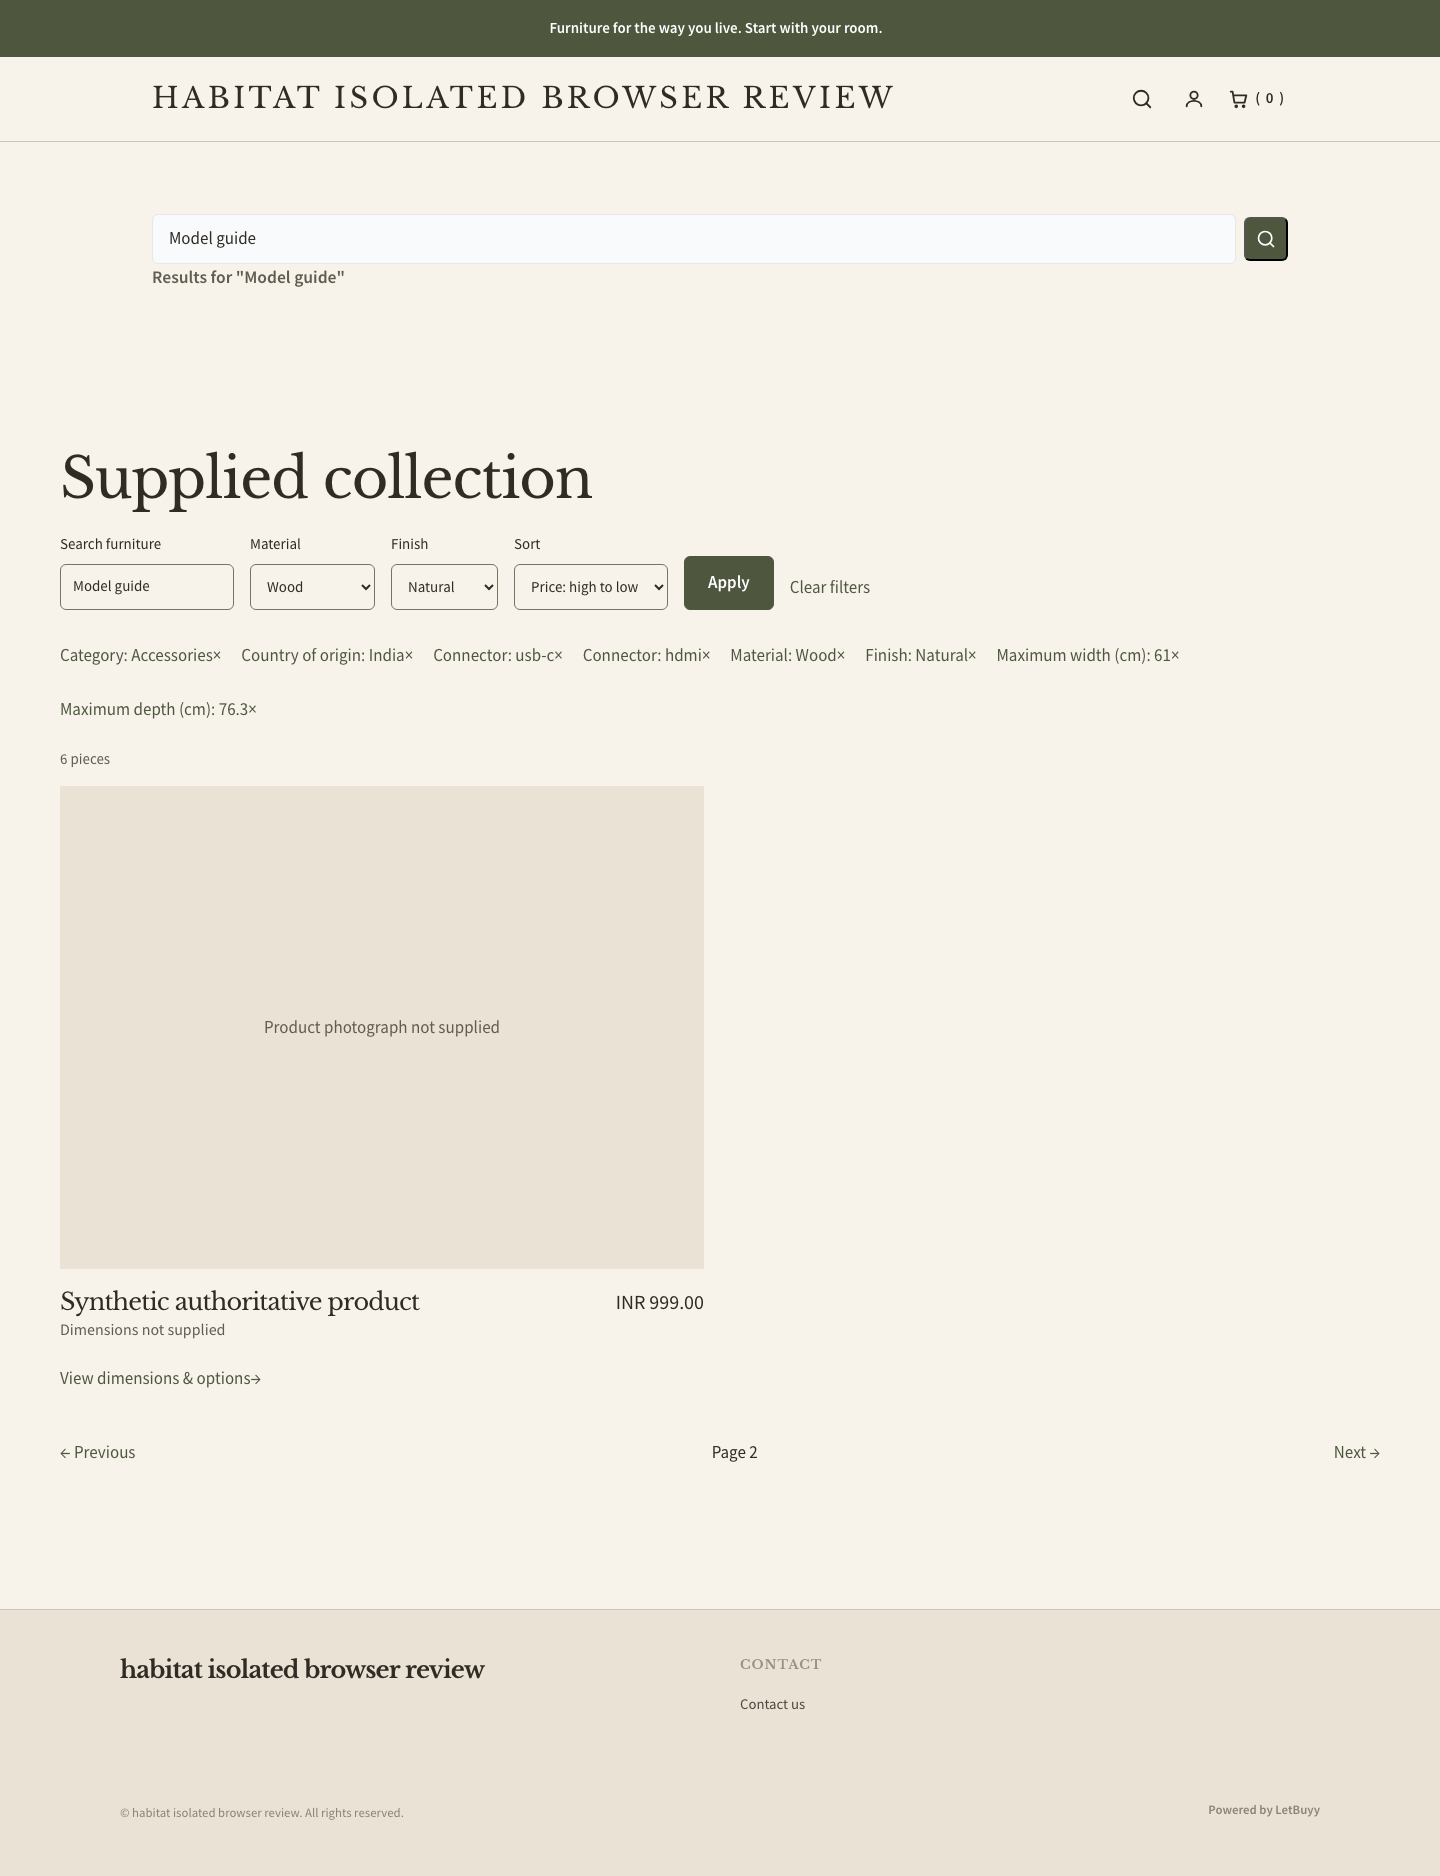 Furniture for the way you live. Start with your room.
HABITAT ISOLATED BROWSER REVIEW
( 0 )
Model guide
Results for "Model guide"
Supplied collection
Search furniture Material Finish Sort
Model guide Wood Natural Price: high to low Apply Clear filters
Category: Accessories× Country of origin: India× Connector: usb-c× Connector: hdmi× Material: Wood× Finish: Natural× Maximum width (cm): 61×
Maximum depth (cm): 76.3×
6 pieces
Product photograph not supplied
Synthetic authoritative product INR 999.00
Dimensions not supplied
View dimensions & options→
← Previous Page 2 Next →
habitat isolated browser review
CONTACT
Contact us
© habitat isolated browser review. All rights reserved.
Powered by LetBuyy